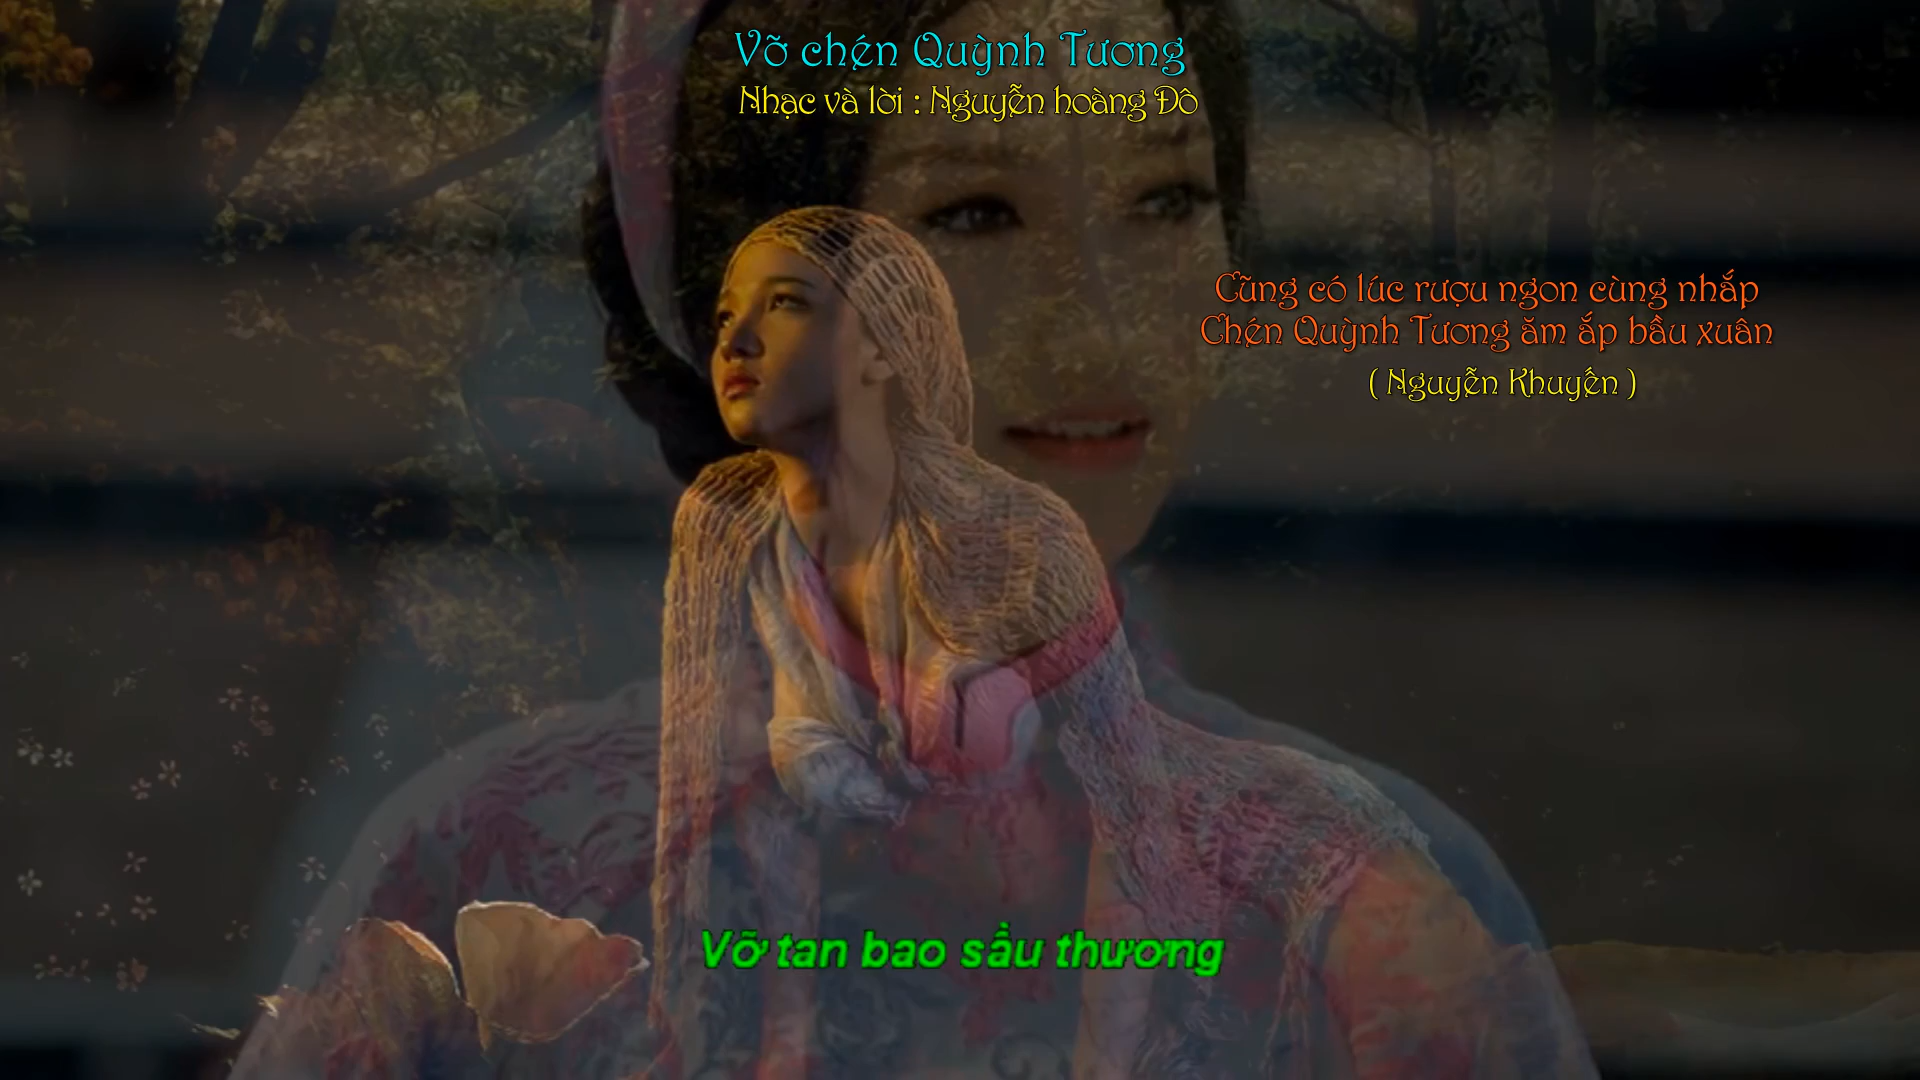 Vỡ chén Quỳnh Tương
Nhạc và lời : Nguyễn hoàng Đô
Cũng có lúc rượu ngon cùng nhắp
Chén Quỳnh Tương ăm ắp bầu xuân
( Nguyễn Khuyến )
Vỡ tan bao sầu thương